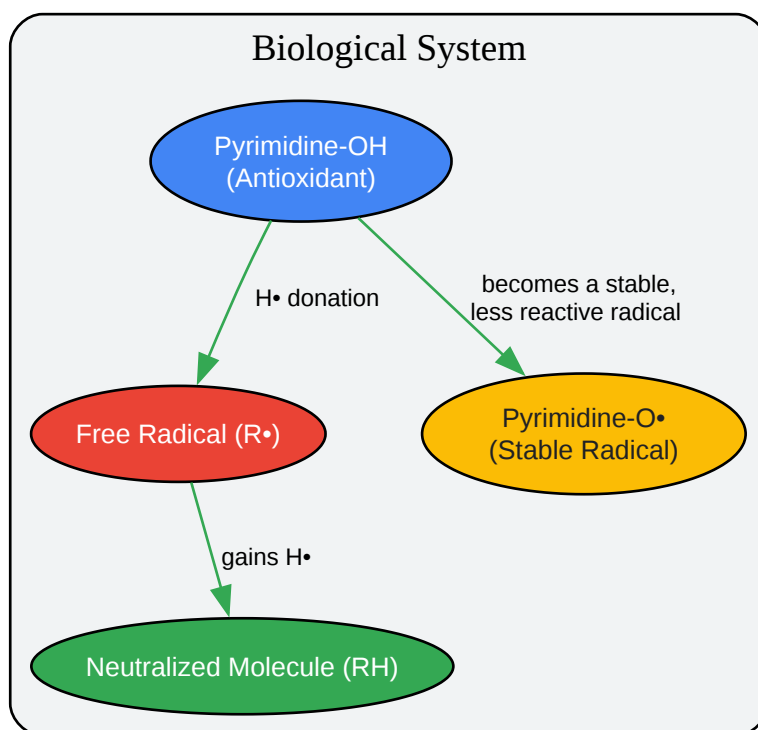 Biological System
Pyrimidine-OH
(Antioxidant)
H• donation
becomes a stable,
less reactive radical
Free Radical (R•)
Pyrimidine-O•
(Stable Radical)
gains H•
Neutralized Molecule (RH)